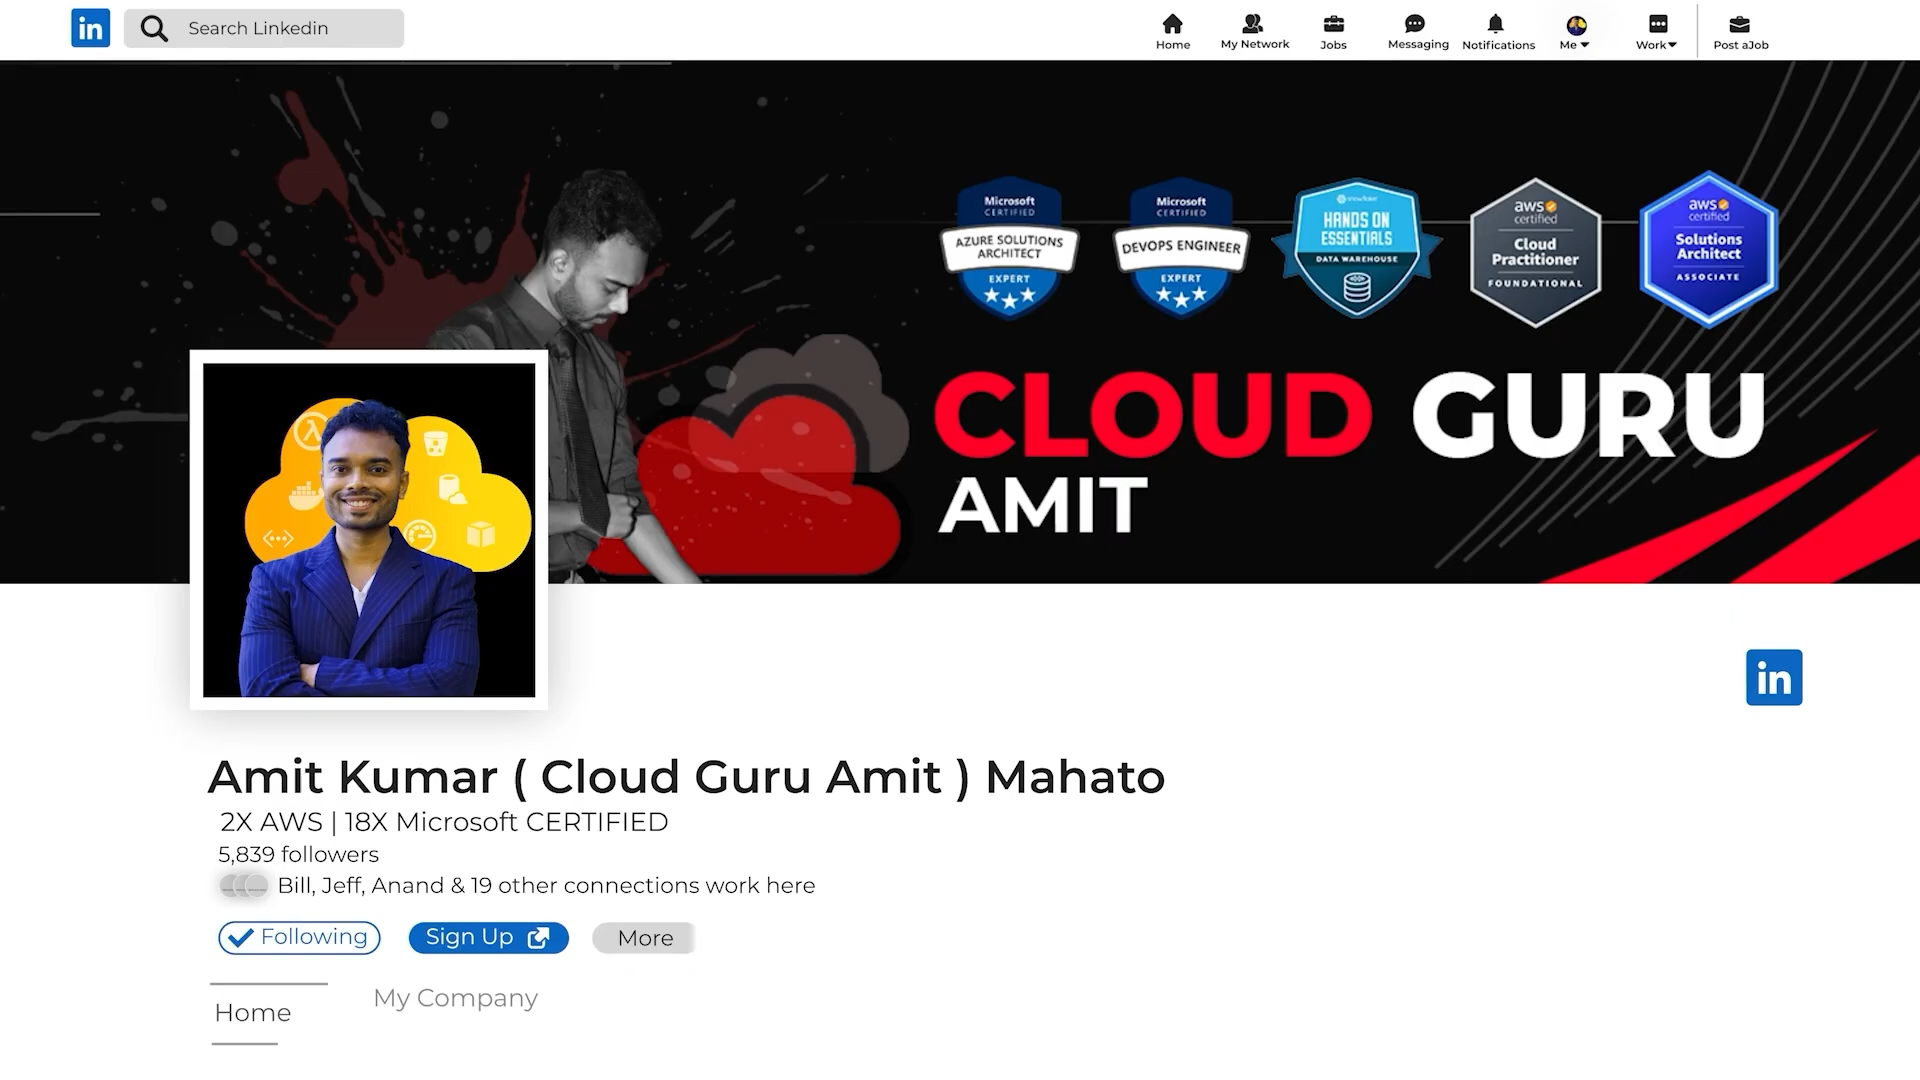 in
Search Linkedin
Home
My Network
Jobs
Messaging
Notifications
Me
Work
Post aJob
Microsoft
CERTIFIED
AZURE SOLUTIONS
ARCHITECT
EXPERT
Microsoft
CERTIFIED
DEVOPS ENGINEER
EXPERT
snowflake
HANDS ON
ESSENTIALS
DATA WAREHOUSE
aws
certified
Cloud
Practitioner
FOUNDATIONAL
aws
certified
Solutions
Architect
ASSOCIATE
CLOUD GURU
AMIT
in
Amit Kumar ( Cloud Guru Amit ) Mahato
2X AWS | 18X Microsoft CERTIFIED
5,839 followers
Bill, Jeff, Anand & 19 other connections work here
Following
Sign Up
More
Home
My Company